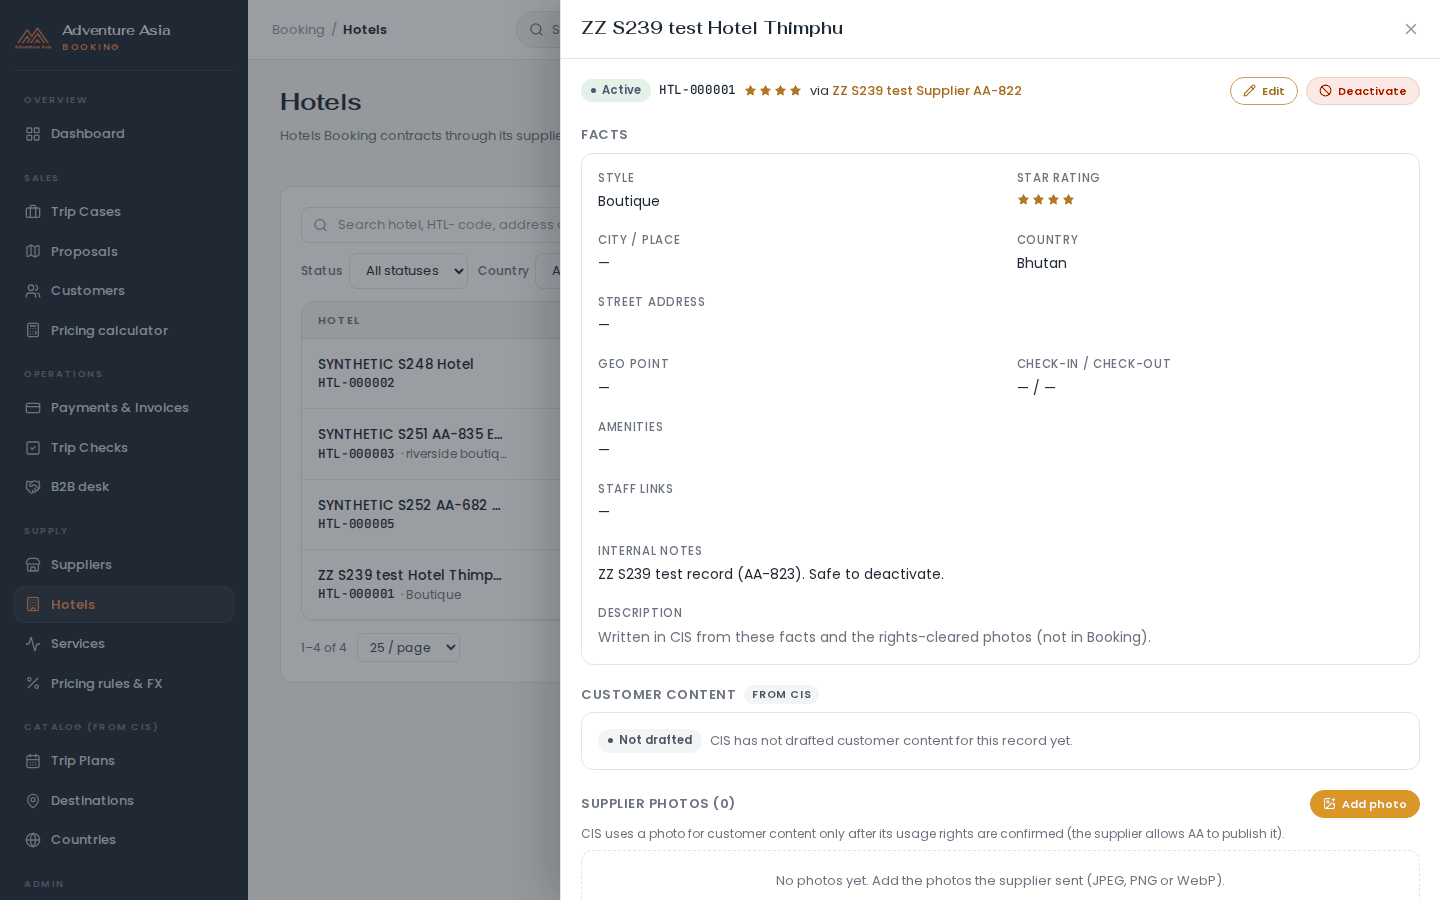 Adventure Asia
BOOKING
OVERVIEW
Dashboard
SALES
Trip Cases
Proposals
Customers
Pricing calculator
OPERATIONS
Payments & Invoices
Trip Checks
B2B desk
SUPPLY
Suppliers
Hotels
Services
Pricing rules & FX
CATALOG (FROM CIS)
Trip Plans
Destinations
Countries
ADMIN
Booking / Hotels
Hotels
Hotels Booking contracts through its supplie
Search hotel, HTL- code, address
Status All statuses Country
HOTEL
SYNTHETIC S248 Hotel
HTL-000002
SYNTHETIC S251 AA-835 E...
HTL-000003 · riverside boutiq...
SYNTHETIC S252 AA-682 ...
HTL-000005
ZZ S239 test Hotel Thimp...
HTL-000001 · Boutique
1–4 of 4 25 / page
ZZ S239 test Hotel Thimphu
Active HTL-000001 ★★★★ via ZZ S239 test Supplier AA-822 Edit Deactivate
FACTS
STYLE STAR RATING
Boutique ★★★★
CITY / PLACE COUNTRY
— Bhutan
STREET ADDRESS
—
GEO POINT CHECK-IN / CHECK-OUT
— — / —
AMENITIES
—
STAFF LINKS
—
INTERNAL NOTES
ZZ S239 test record (AA-823). Safe to deactivate.
DESCRIPTION
Written in CIS from these facts and the rights-cleared photos (not in Booking).
CUSTOMER CONTENT FROM CIS
Not drafted CIS has not drafted customer content for this record yet.
SUPPLIER PHOTOS (0) Add photo
CIS uses a photo for customer content only after its usage rights are confirmed (the supplier allows AA to publish it).
No photos yet. Add the photos the supplier sent (JPEG, PNG or WebP).